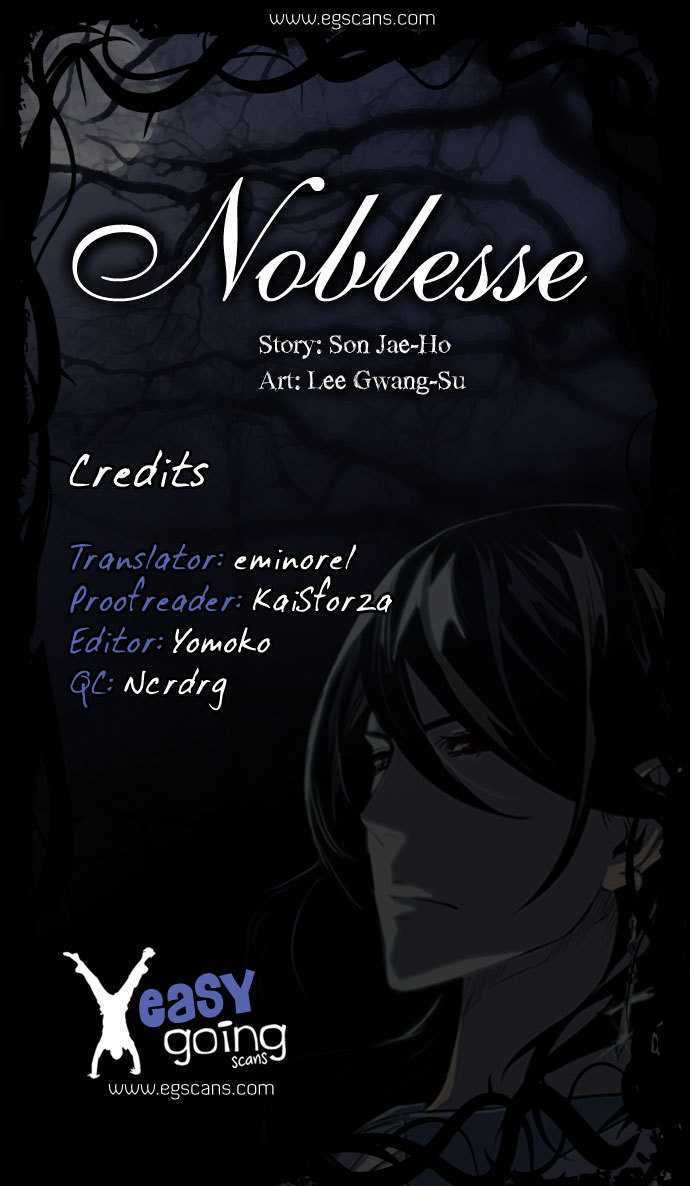 www.egscans.com
Noblesse
Story: Son Jae-Ho
Art: Lee Gwang-Su
Credits
Translator: eminorel
Proofreader: KaiSforza
Editor: Yomoko
QC: Ncrdrg
easy
going
scans
www.egscans.com